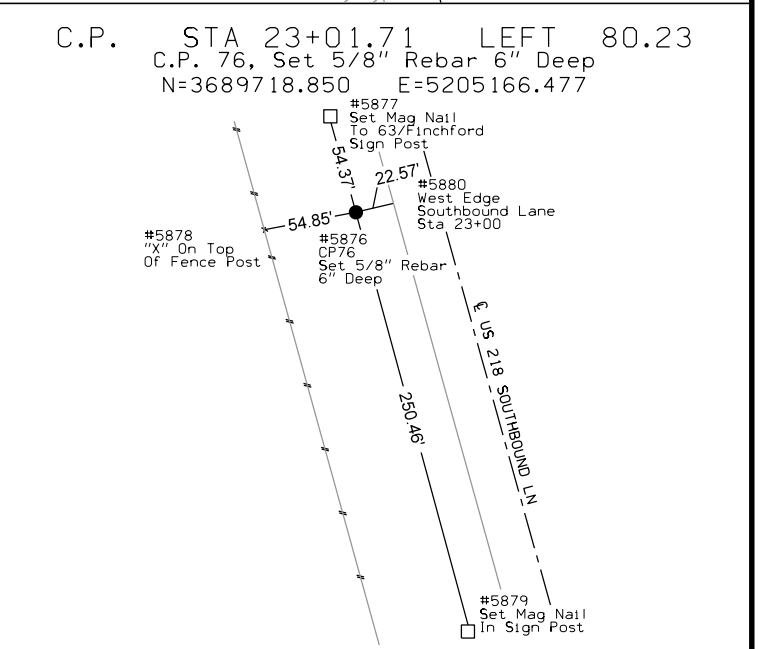 C.P. STA 23+01.71 LEFT 80.23
C.P. 76, Set 5/8" Rebar 6" Deep
N=3689718.850 E=5205166.477
#5877
Set Mag Nail
To 63/Finchford
Sign Post
54.37'
22.57'
#5880
West Edge
Southbound Lane
Sta 23+00
54.85'
#5878
"X" On Top
Of Fence Post
#5876
CP76
Set 5/8" Rebar
6" Deep
℄ US 218 SOUTHBOUND LN
250.46'
#5879
Set Mag Nail
In Sign Post